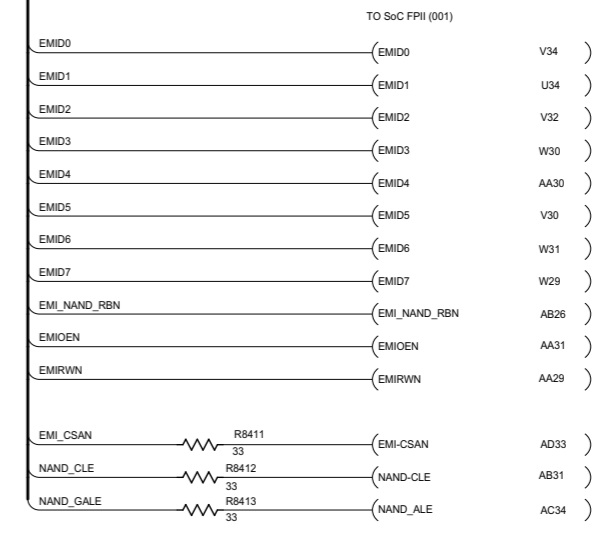 TO SoC FPII (001)
EMID0 EMID0 V34
EMID1 EMID1 U34
EMID2 EMID2 V32
EMID3 EMID3 W30
EMID4 EMID4 AA30
EMID5 EMID5 V30
EMID6 EMID6 W31
EMID7 EMID7 W29
EMI_NAND_RBN EMI_NAND_RBN AB26
EMIOEN EMIOEN AA31
EMIRWN EMIRWN AA29
EMI_CSAN R8411 EMI-CSAN AD33
33
NAND_CLE R8412 NAND-CLE AB31
33
NAND_GALE R8413 NAND_ALE AC34
33